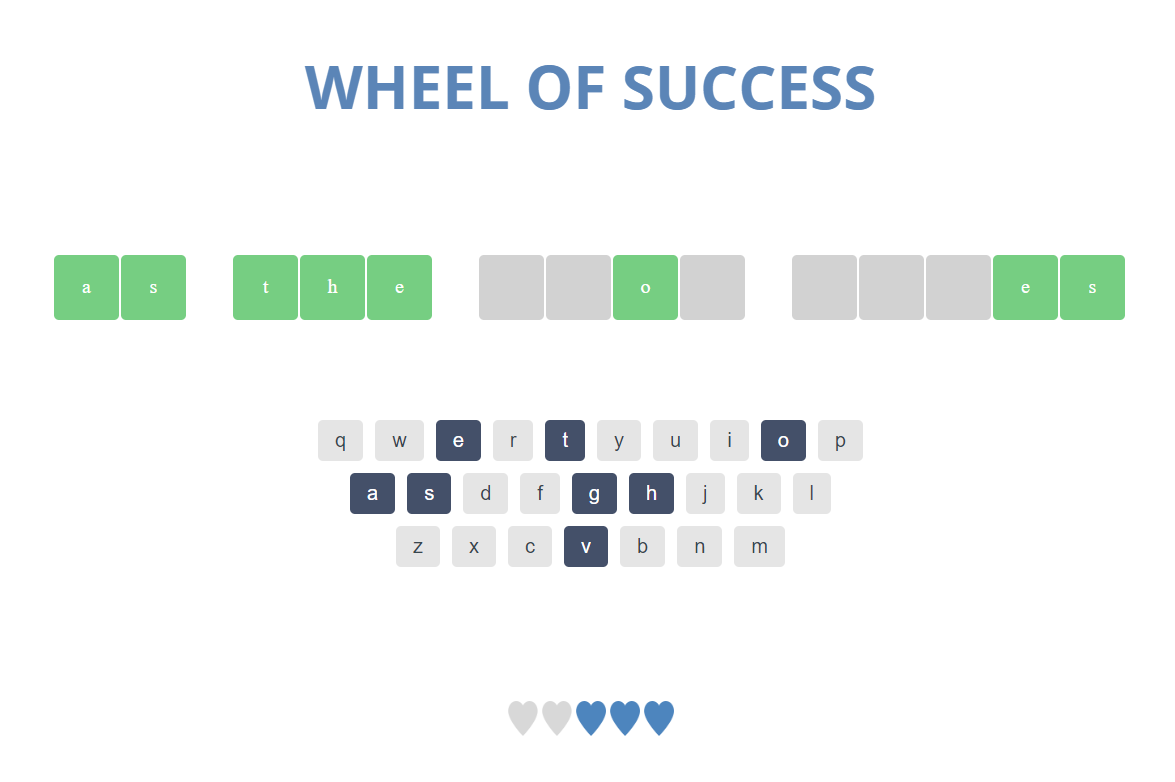 WHEEL OF SUCCESS
a s t h e o e s
q w e r t y u i o p
a s d f g h j k l
z x c v b n m